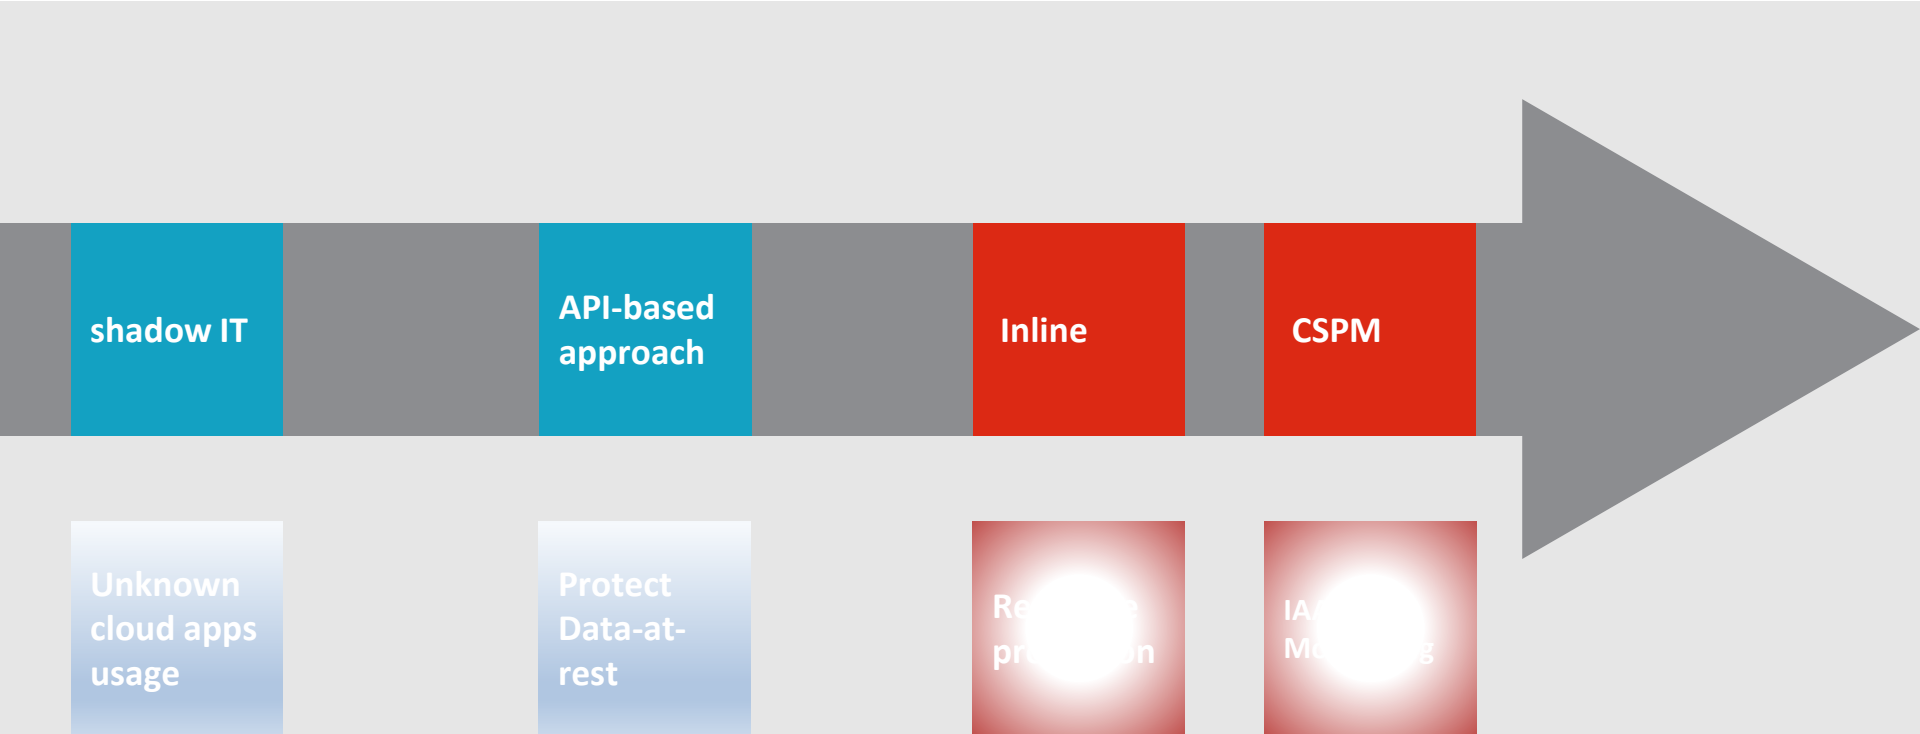 shadow IT
API-based
approach
Inline
CSPM
Unknown
cloud apps
usage
Protect
Data-at-
rest